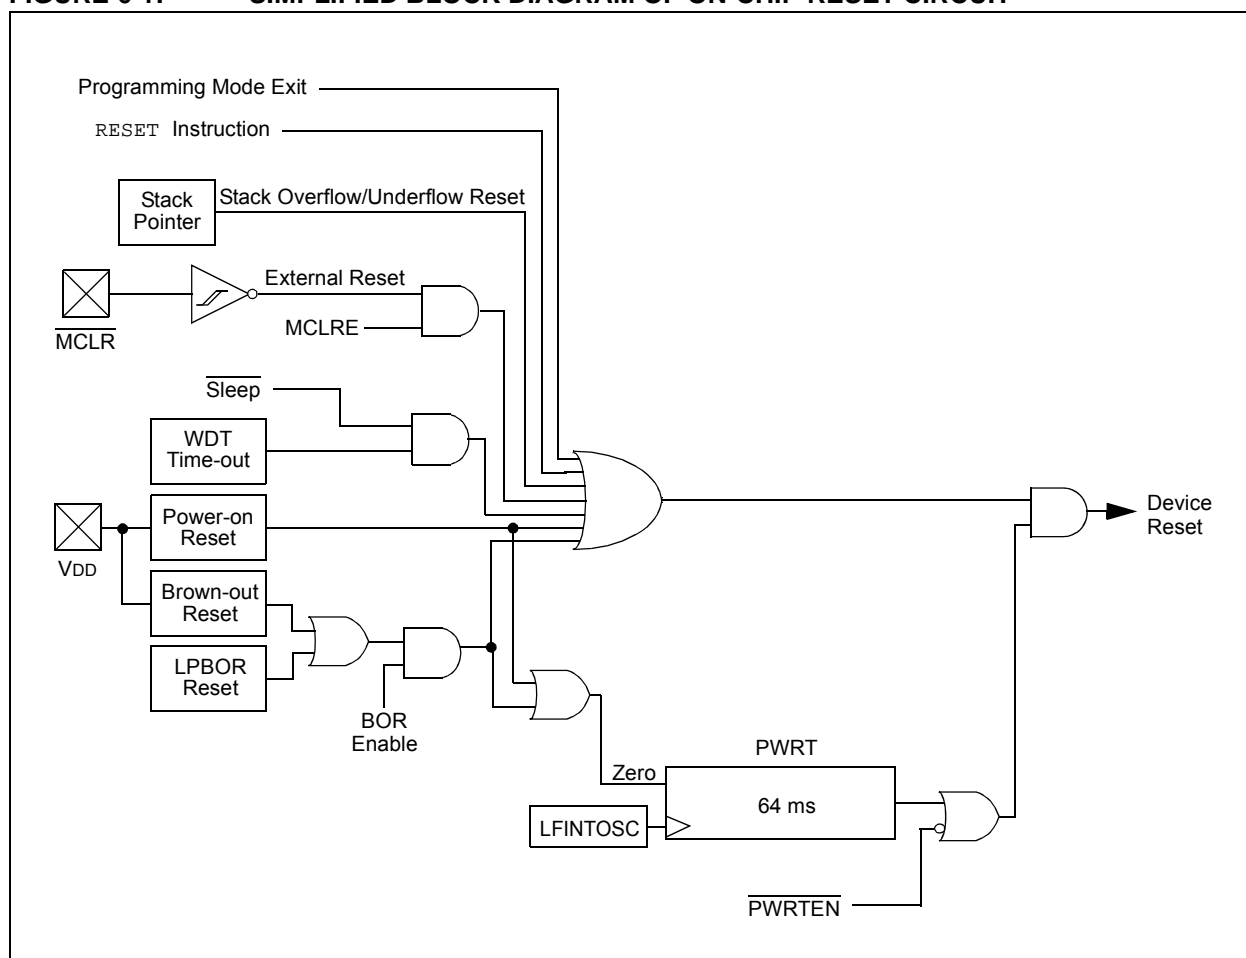 Programming Mode Exit
RESET Instruction
Stack
Pointer
Stack Overflow/Underflow Reset
External Reset
MCLR
MCLRE
Sleep
WDT
Time-out
Power-on
Reset
VDD
Device
Reset
Brown-out
Reset
LPBOR
Reset
BOR
Enable
PWRT
Zero
64 ms
LFINTOSC
PWRTEN